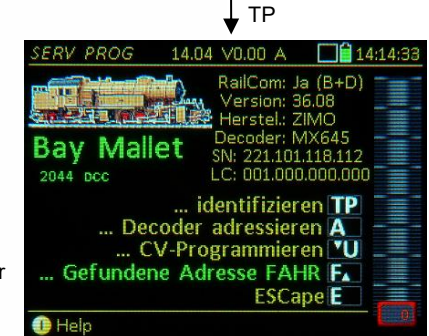 TP
SERV PROG 14.04 V0.00 A 14:14:33
RailCom: Ja (B+D)
Version: 36.08
Herstel.: ZIMO
Decoder: MX645
SN: 221.101.118.112
LC: 001.000.000.000
Bay Mallet
2044 DCC
... identifizieren TP
... Decoder adressieren A
... CV-Programmieren U
r
... Gefundene Adresse FAHR F
ESCape E
0
Help